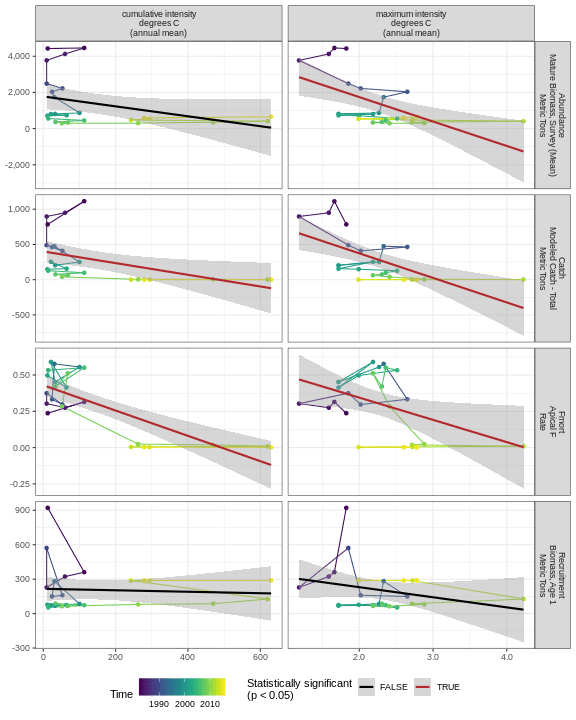 cumulative intensity
degrees C
(annual mean)
maximum intensity
degrees C
(annual mean)
4,000
2,000
0
-2,000
Abundance
Mature Biomass, Survey (Mean)
Metric Tons
1,000
500
0
-500
Catch
Modeled Catch - Total
Metric Tons
0.50
0.25
0.00
-0.25
Fmort
Apical F
Rate
900
600
300
0
-300
Recruitment
Biomass, Age 1
Metric Tons
0 200 400 600
2.0 3.0 4.0
Time
1990 2000 2010
Statistically significant
(p < 0.05)
FALSE
TRUE